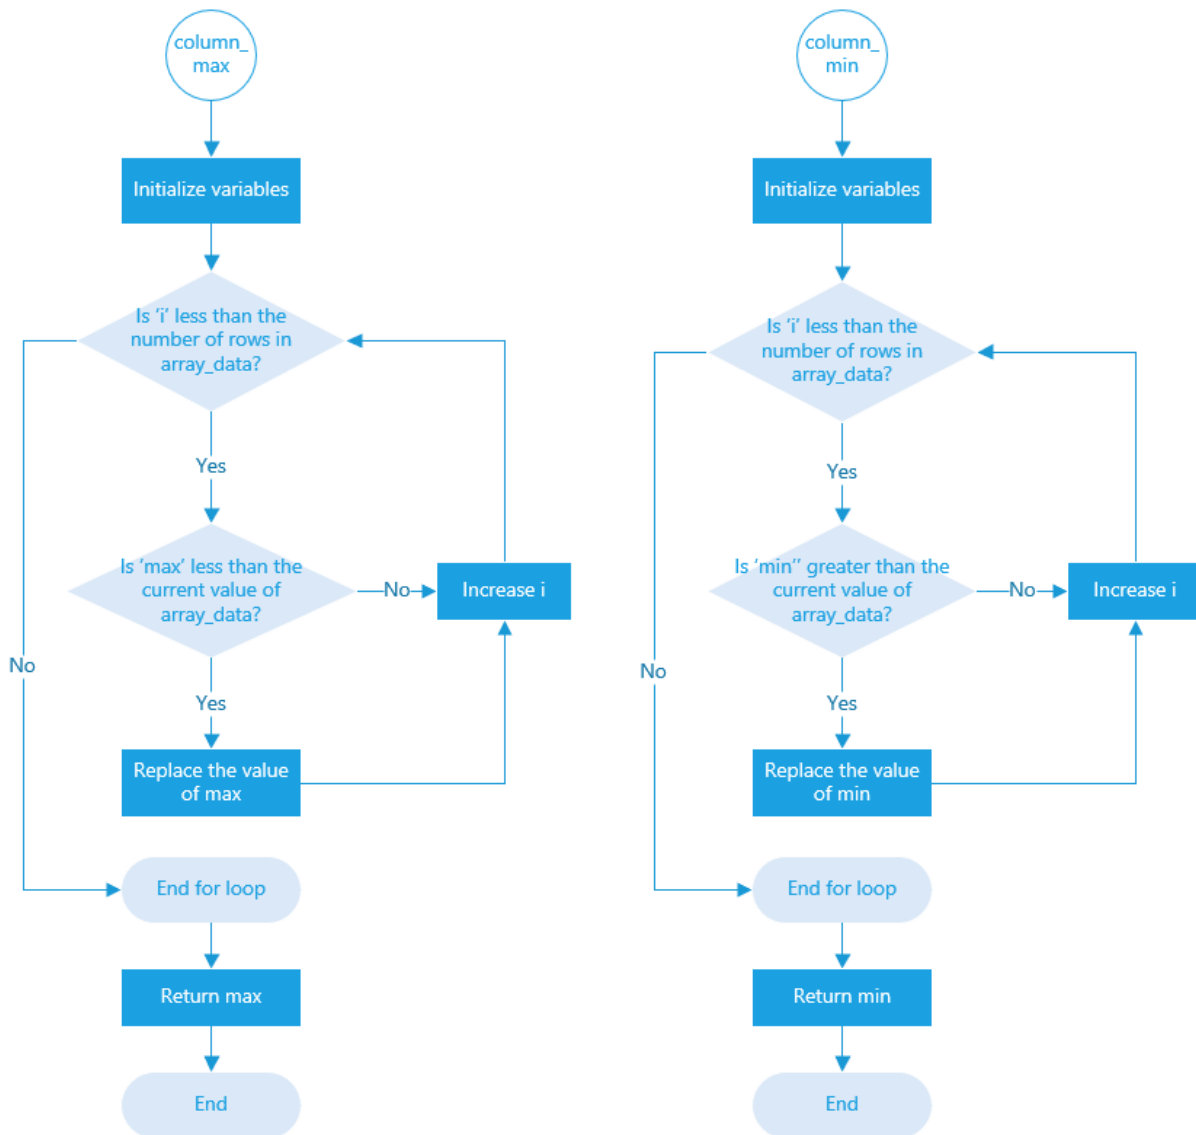 column_
max
Initialize variables
Is ‘i’ less than the
number of rows in
array_data?
Yes
Is ‘max’ less than the
current value of
array_data?
No
Increase i
No
Yes
Replace the value
of max
End for loop
Return max
End
column_
min
Initialize variables
Is ‘i’ less than the
number of rows in
array_data?
Yes
Is ‘min’’ greater than the
current value of
array_data?
No
Increase i
No
Yes
Replace the value
of min
End for loop
Return min
End